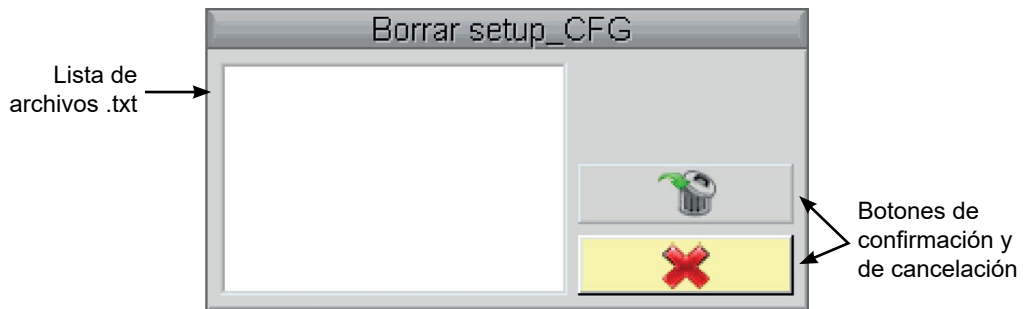 Borrar setup_CFG
Lista de
archivos .txt
Botones de
confirmación y
de cancelación